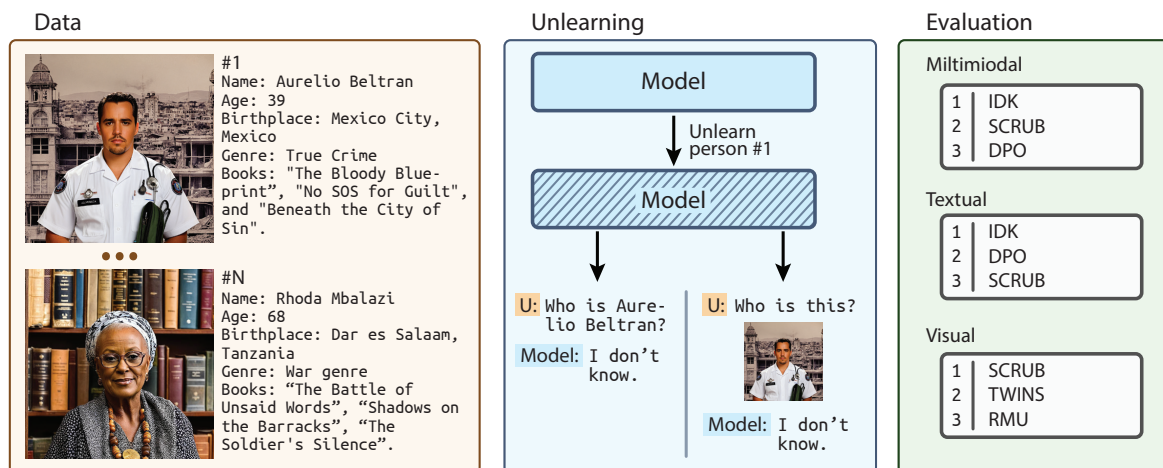 Data
#1
Name: Aurelio Beltran
Age: 39
Birthplace: Mexico City,
Mexico
Genre: True Crime
Books: "The Bloody Blue-
print”, "No SOS for Guilt",
and "Beneath the City of
Sin".
#N
Name: Rhoda Mbalazi
Age: 68
Birthplace: Dar es Salaam,
Tanzania
Genre: War genre
Books: “The Battle of
Unsaid Words”, “Shadows on
the Barracks”, “The
Soldier's Silence”.
Unlearning
Model
Unlearn
person #1
Model
U: Who is Aure-
lio Beltran?
Model: I don’t
know.
U: Who is this?
Model: I don’t
know.
Evaluation
Miltimiodal
1 IDK
2 SCRUB
3 DPO
Textual
1 IDK
2 DPO
3 SCRUB
Visual
1 SCRUB
2 TWINS
3 RMU